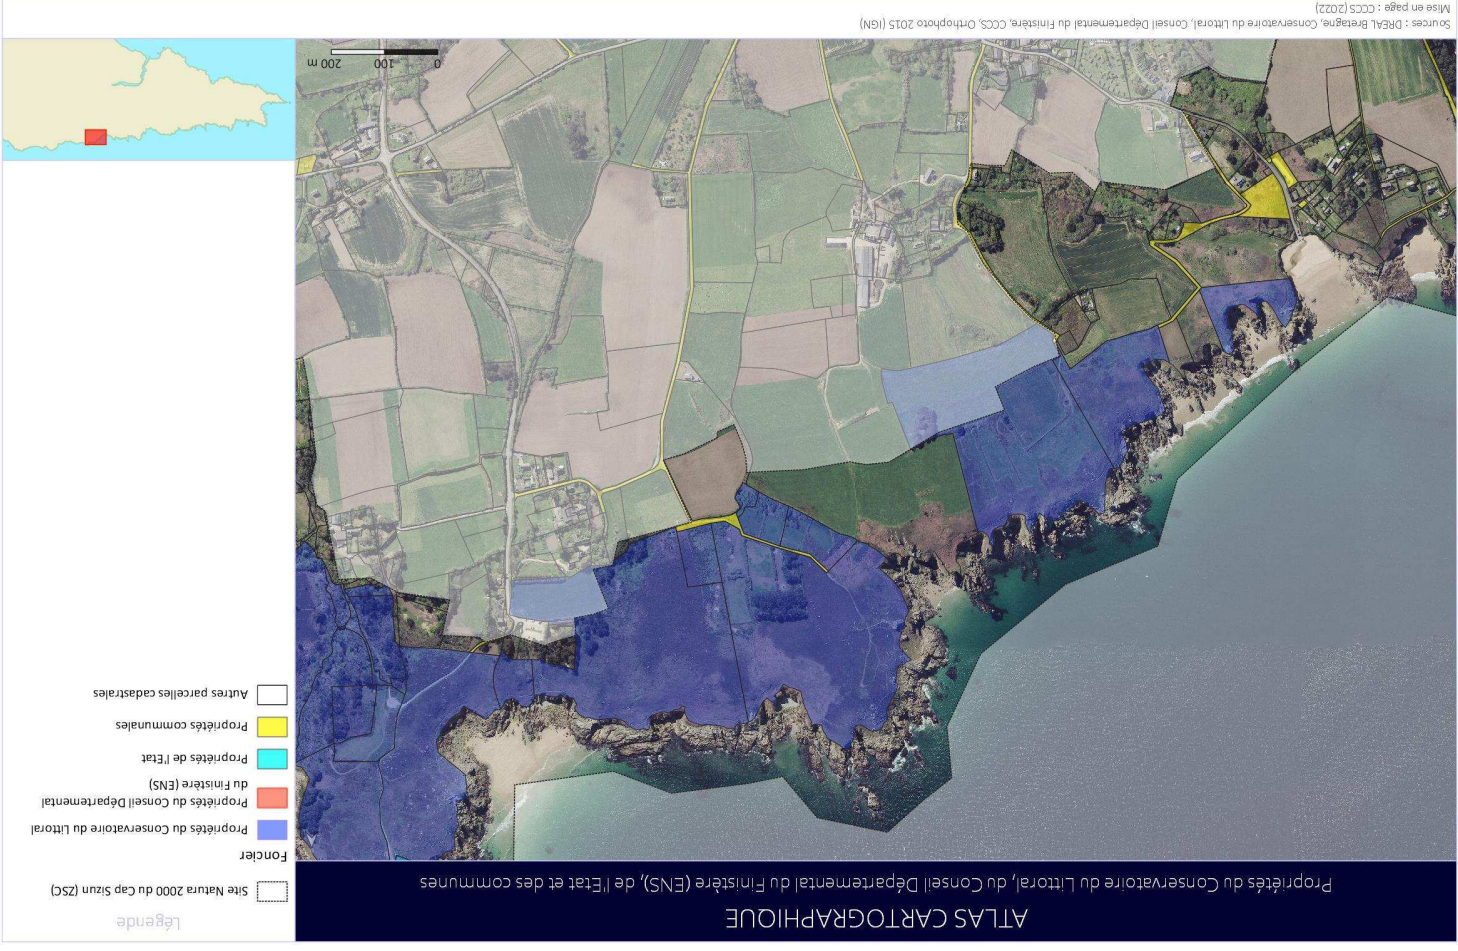 ATLAS CARTOGRAPHIQUE
Propriétés du Conservatoire du Littoral, du Conseil Départemental du Finistère (ENS), de l'Etat et des communes
Légende
Site Natura 2000 du Cap Sizun (ZSC)
Foncier
Propriétés du Conservatoire du Littoral
Propriétés du Conseil Départemental
du Finistère (ENS)
Propriétés de l'Etat
Propriétés communales
Autres parcelles cadastrales
0 100 200 m
Sources : DREAL Bretagne, Conservatoire du Littoral, Conseil Départemental du Finistère, CCCS, Orthophoto 2015 (IGN)
Mise en page : CCCS (2022)